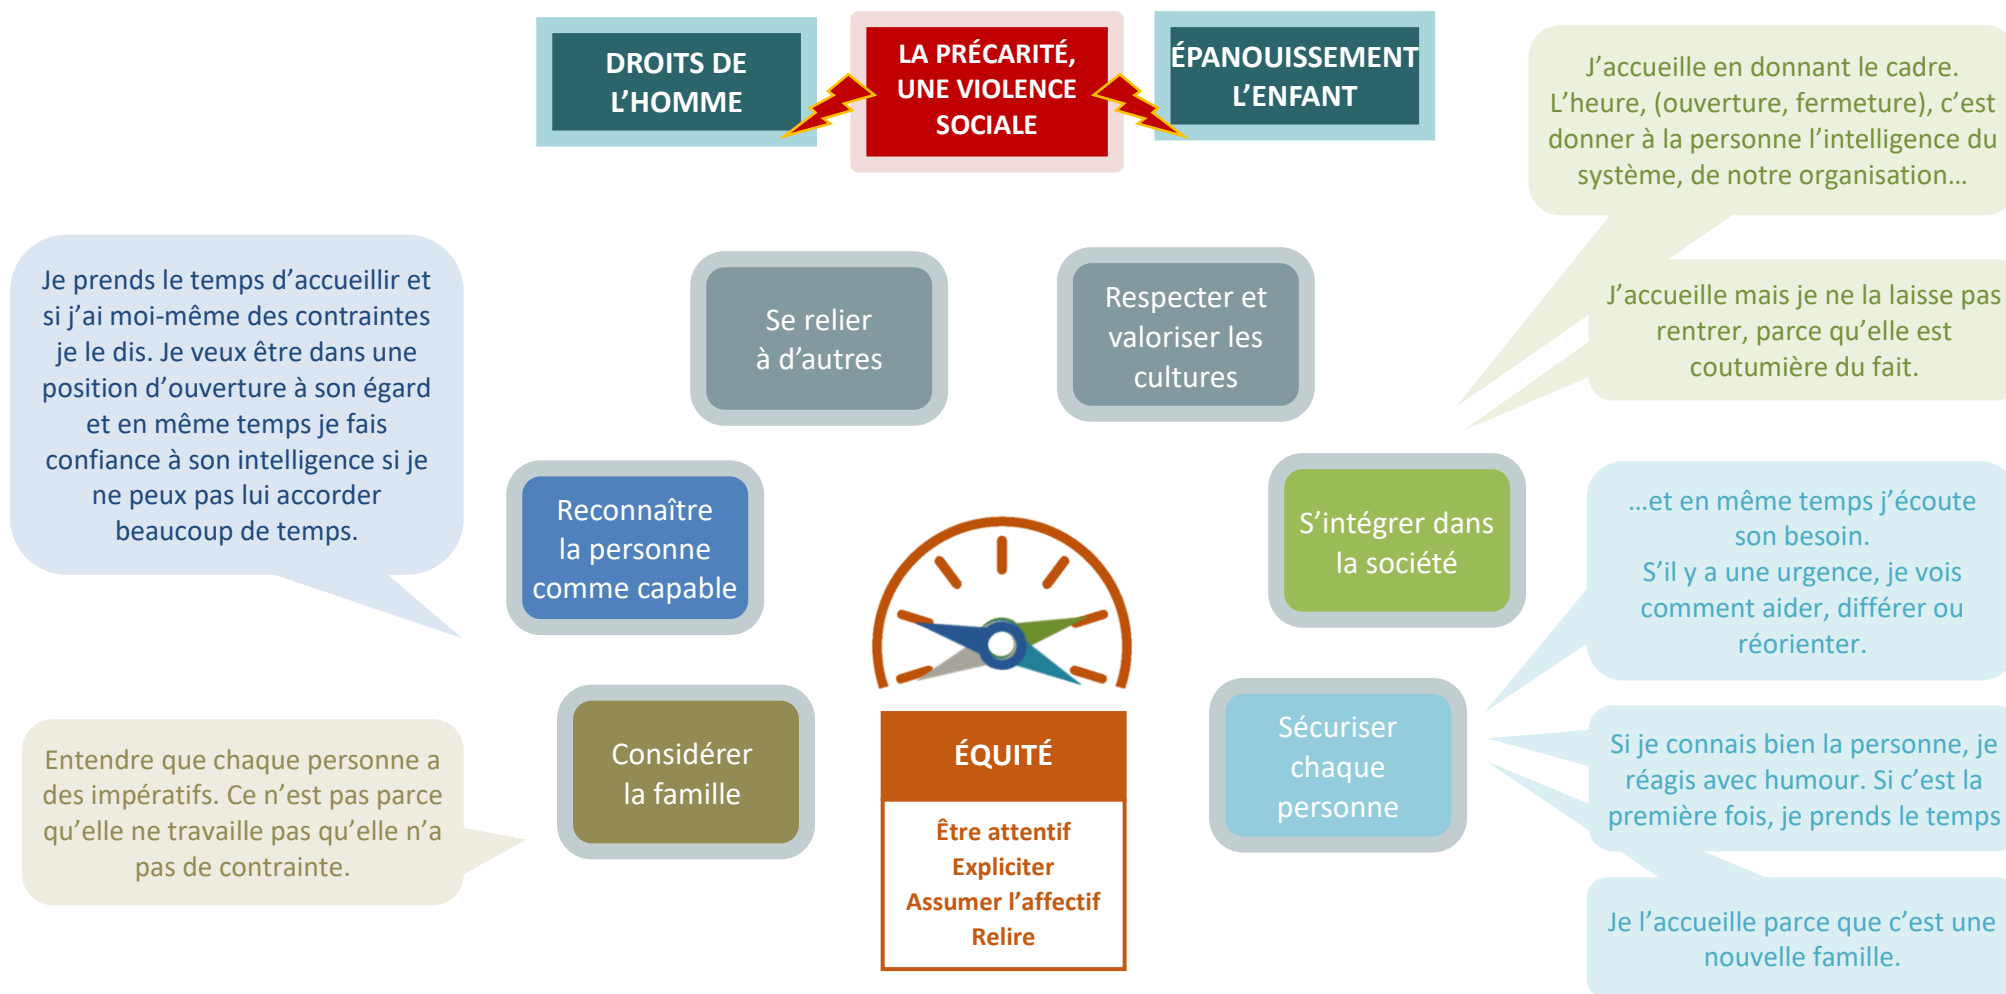 DROITS DE
L'HOMME
LA PRÉCARITÉ,
UNE VIOLENCE
SOCIALE
ÉPANOUISSEMENT
L'ENFANT
J'accueille en donnant le cadre.
L'heure, (ouverture, fermeture), c'est
donner à la personne l'intelligence du
système, de notre organisation…
Je prends le temps d'accueillir et
si j'ai moi-même des contraintes
je le dis. Je veux être dans une
position d'ouverture à son égard
et en même temps je fais
confiance à son intelligence si je
ne peux pas lui accorder
beaucoup de temps.
Se relier
à d'autres
Respecter et
valoriser les
cultures
J'accueille mais je ne la laisse pas
rentrer, parce qu'elle est
coutumière du fait.
Reconnaître
la personne
comme capable
S'intégrer dans
la société
…et en même temps j'écoute
son besoin.
S'il y a une urgence, je vois
comment aider, différer ou
réorienter.
Entendre que chaque personne a
des impératifs. Ce n'est pas parce
qu'elle ne travaille pas qu'elle n'a
pas de contrainte.
Considérer
la famille
ÉQUITÉ
Être attentif
Expliciter
Assumer l'affectif
Relire
Sécuriser
chaque
personne
Si je connais bien la personne, je
réagis avec humour. Si c'est la
première fois, je prends le temps
Je l'accueille parce que c'est une
nouvelle famille.